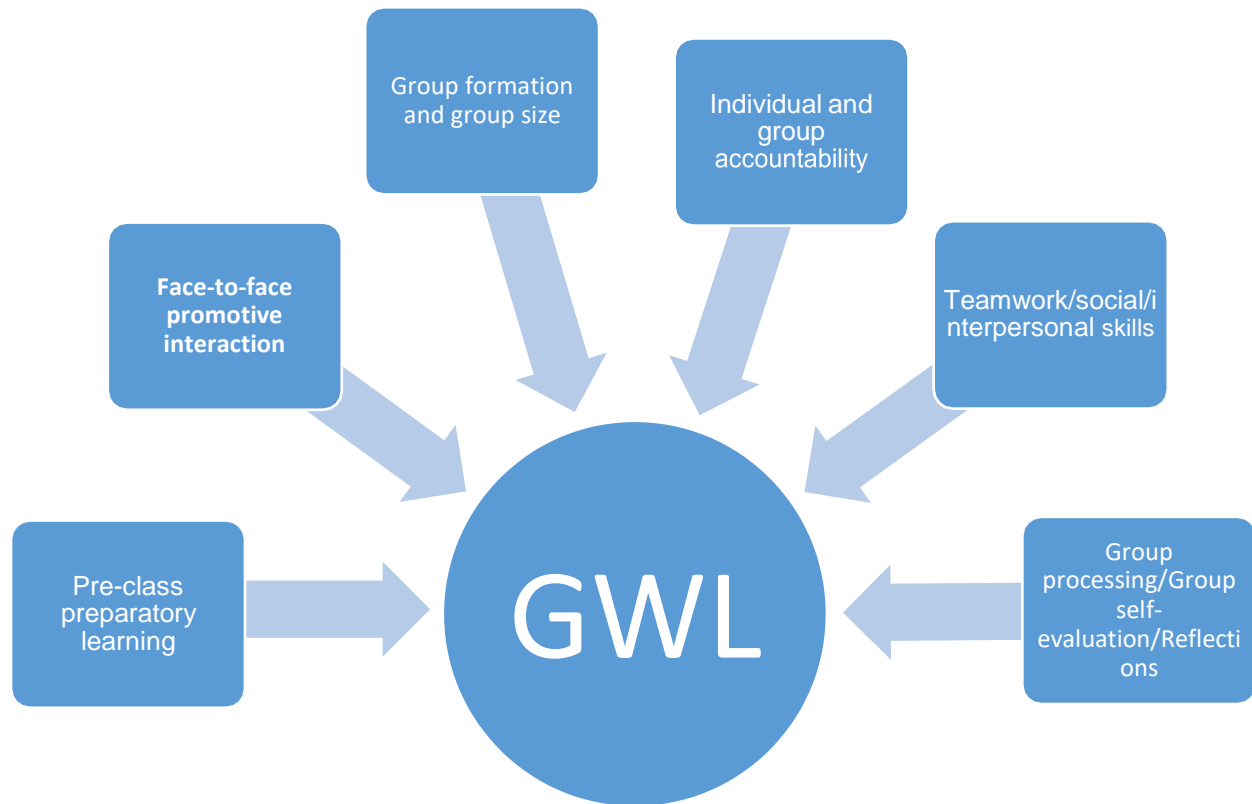 Group formation
and group size
Individual and
group
accountability
Face-to-face
promotive
interaction
Teamwork/social/i
nterpersonal skills
Pre-class
preparatory
learning
Group
processing/Group
self-
evaluation/Reflecti
ons
GWL